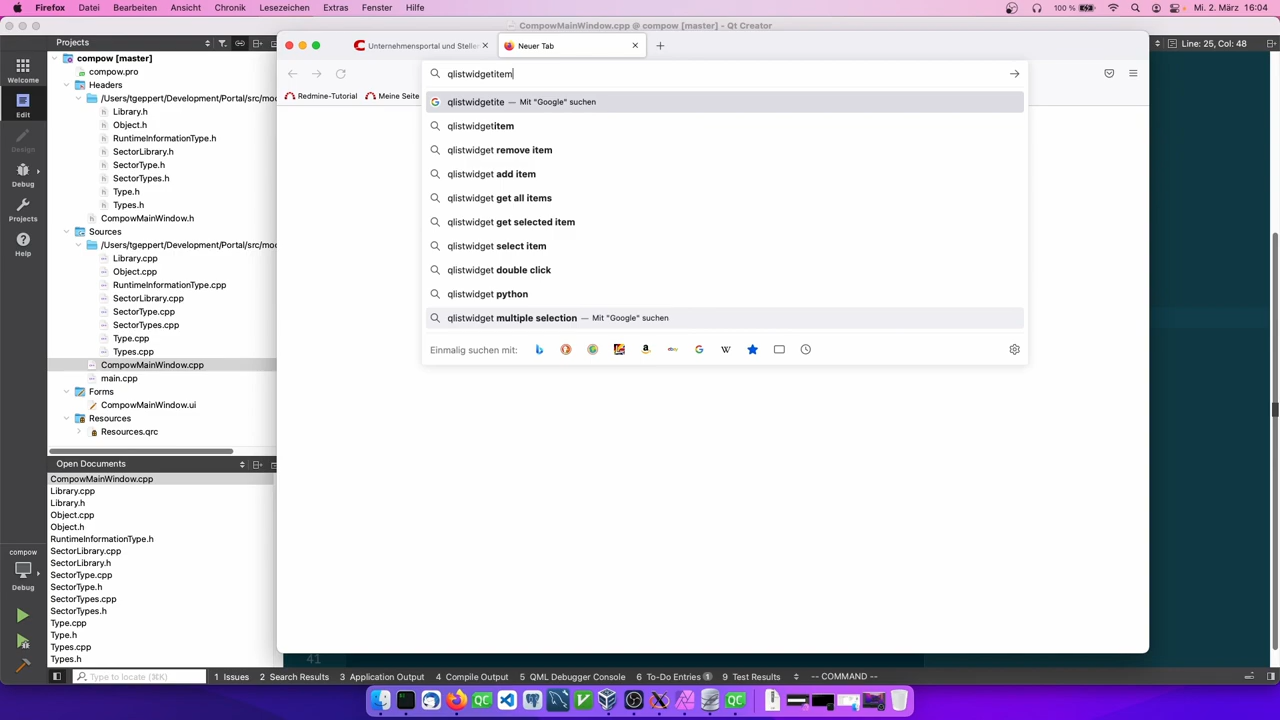 Firefox Ablage Bearbeiten Ansicht Chronik Lesezeichen Extras Fenster Hilfe 100 % Mi. 2. März 16:04
CompowMainWindow.cpp @ compow [master] - Qt Creator
Projects
Unternehmensportal und Stelle
Neuer Tab
Line: 25, Col: 48
Welcome
Edit
Design
Debug
Projects
Help
compow
Debug
compow [master]
compow.pro
Headers
/Users/tgeppert/Development/Portal/src/mod
Library.h
Object.h
RuntimeInformationType.h
SectorLibrary.h
SectorType.h
SectorTypes.h
Type.h
Types.h
CompowMainWindow.h
Sources
/Users/tgeppert/Development/Portal/src/mod
Library.cpp
Object.cpp
RuntimeInformationType.cpp
SectorLibrary.cpp
SectorType.cpp
SectorTypes.cpp
Type.cpp
Types.cpp
CompowMainWindow.cpp
main.cpp
Forms
CompowMainWindow.ui
Resources
Resources.qrc
Open Documents
CompowMainWindow.cpp
Library.cpp
Library.h
Object.cpp
Object.h
RuntimeInformationType.h
SectorLibrary.cpp
SectorLibrary.h
SectorType.cpp
SectorType.h
SectorTypes.cpp
SectorTypes.h
Type.cpp
Type.h
Types.cpp
Types.h
Redmine-Tutorial Meine Seite
qlistwidgetitem
qlistwidgetite — Mit "Google" suchen
qlistwidgetitem
qlistwidget remove item
qlistwidget add item
qlistwidget get all items
qlistwidget get selected item
qlistwidget select item
qlistwidget double click
qlistwidget python
qlistwidget multiple selection — Mit "Google" suchen
Einmalig suchen mit:
41
Type to locate (⌘K) 1 Issues 2 Search Results 3 Application Output 4 Compile Output 5 QML Debugger Console 6 To-Do Entries 1 9 Test Results -- COMMAND --